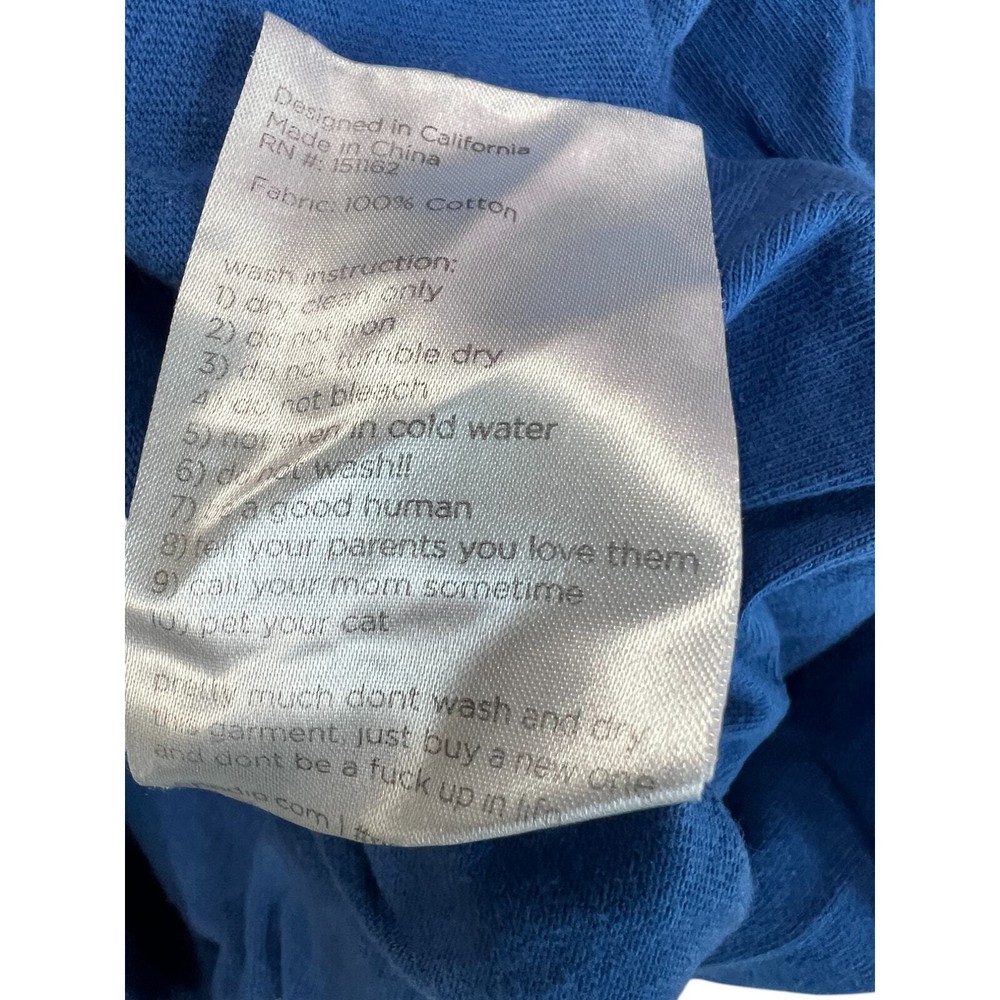 Designed in California
Made in China
RN #: 151162
Fabric: 100% Cotton
wash instruction:
1) dry clean only
2) do not iron
3) do not tumble dry
4) do not bleach
5) not even in cold water
6) do not wash!!
7) be a good human
8) tell your parents you love them
9) call your mom sometime
10) pet your cat
pretty much dont wash and dry
this garment, just buy a new one
and dont be a fuck up in life